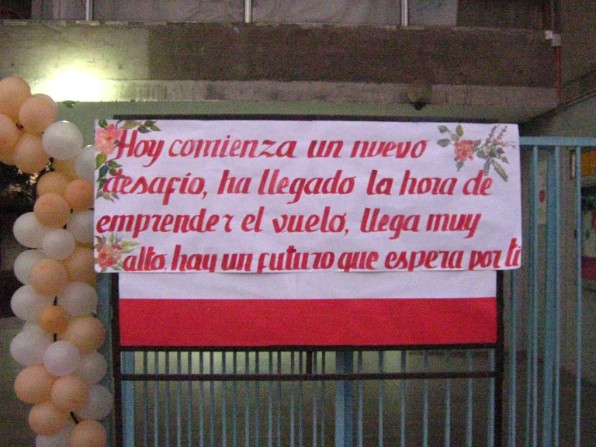 Hoy comienza un nuevo
desafío, ha llegado la hora de
emprender el vuelo, llega muy
alto, hay un futuro que espera por ti